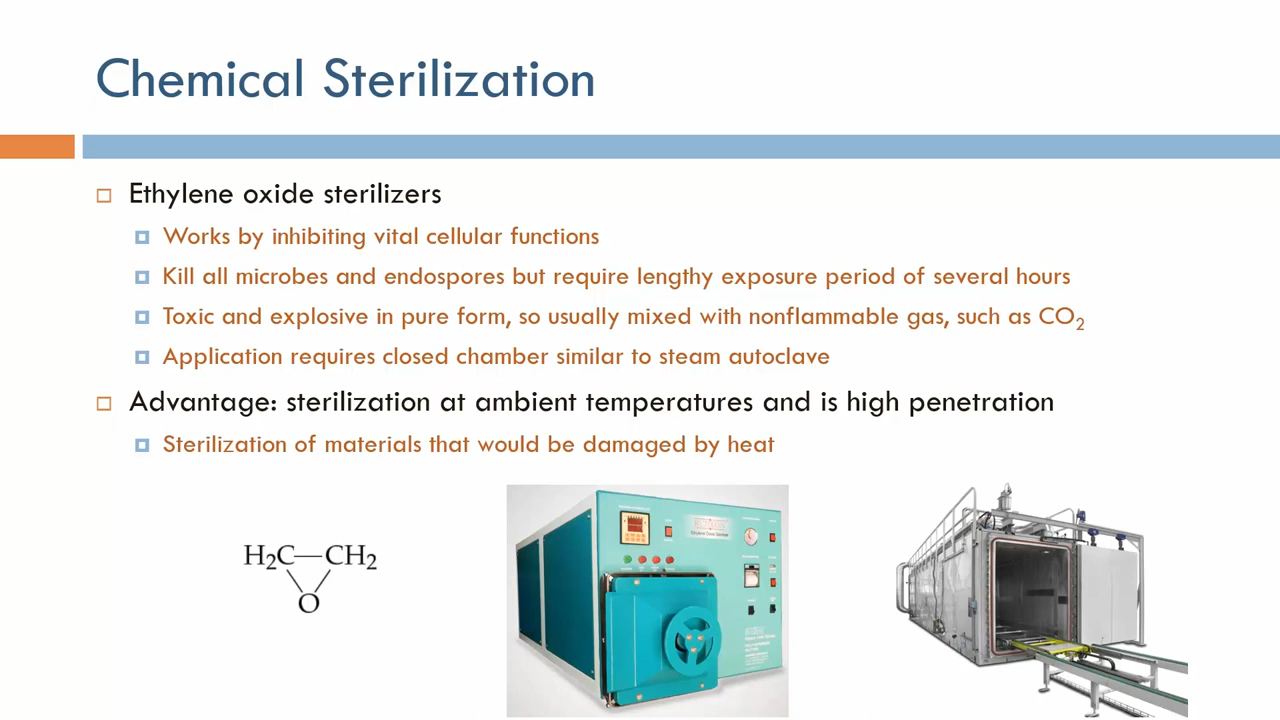 Chemical Sterilization
Ethylene oxide sterilizers
Works by inhibiting vital cellular functions
Kill all microbes and endospores but require lengthy exposure period of several hours
Toxic and explosive in pure form, so usually mixed with nonflammable gas, such as CO₂
Application requires closed chamber similar to steam autoclave
Advantage: sterilization at ambient temperatures and is high penetration
Sterilization of materials that would be damaged by heat
H₂C—CH₂
O